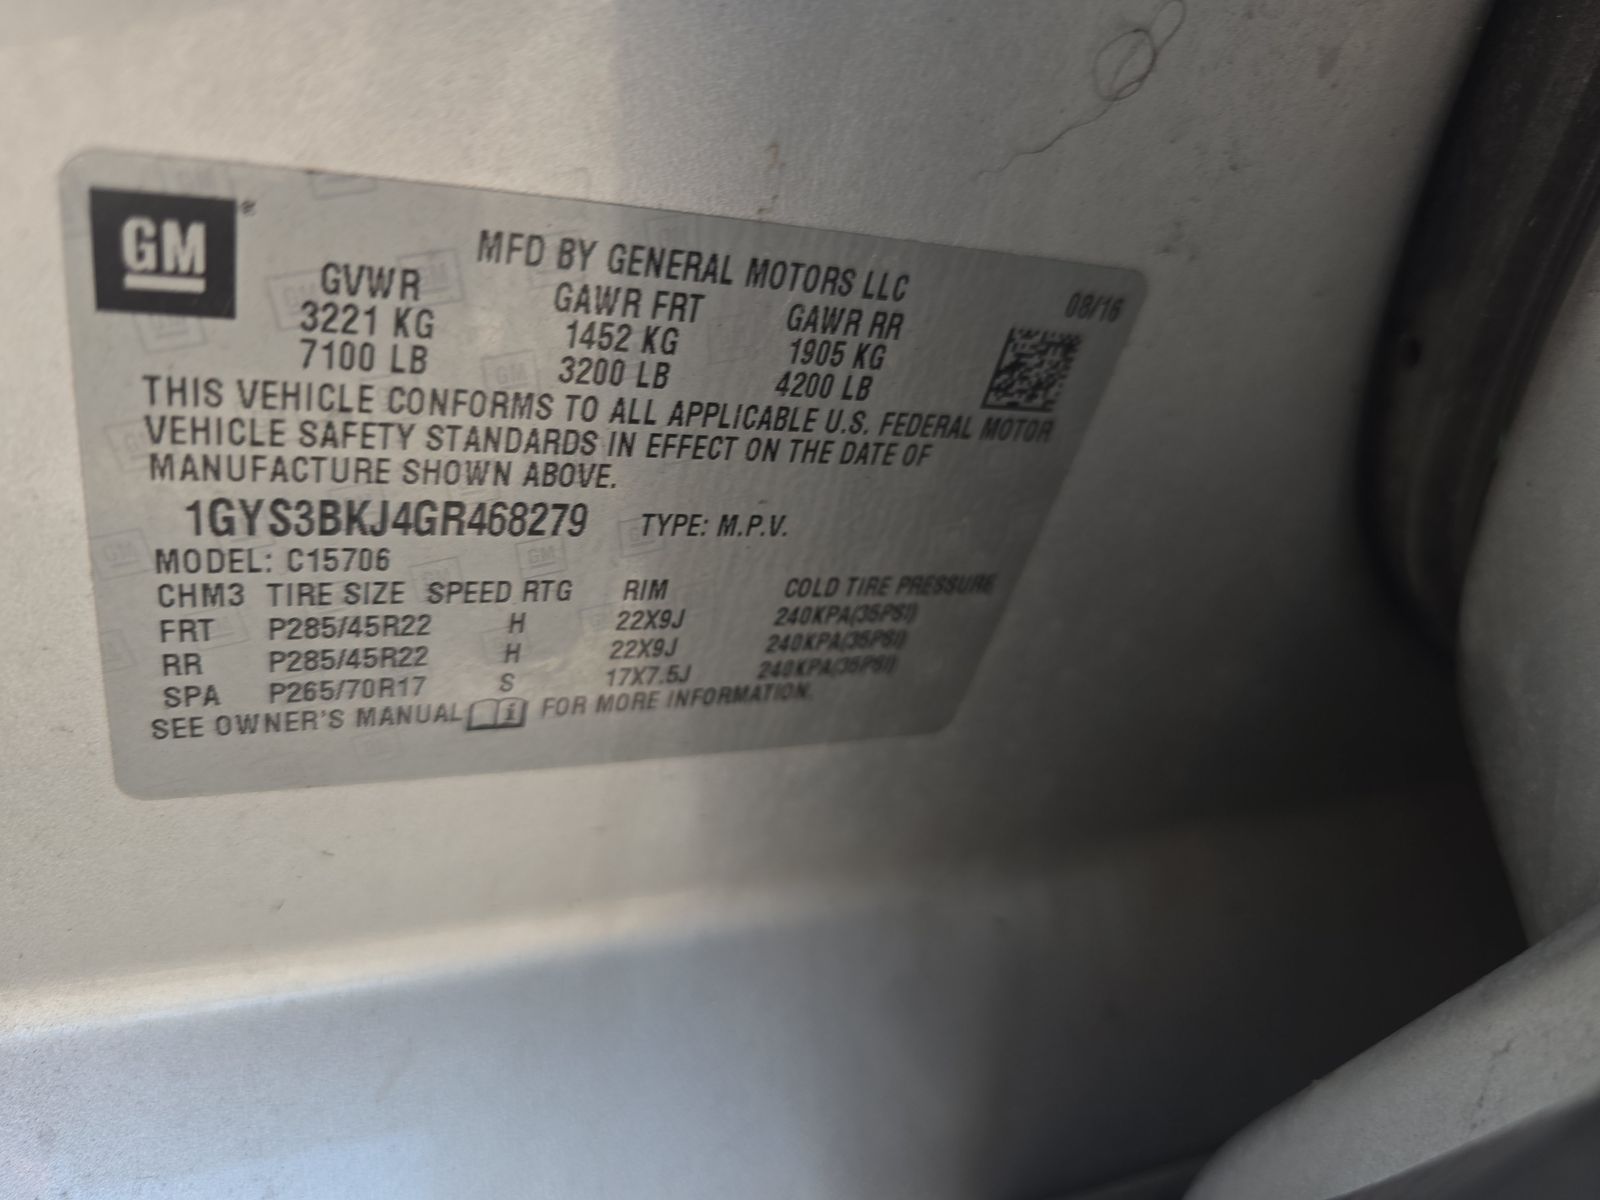 GM
MFD BY GENERAL MOTORS LLC
08/16
GVWR GAWR FRT GAWR RR
3221 KG 1452 KG 1905 KG
7100 LB 3200 LB 4200 LB
THIS VEHICLE CONFORMS TO ALL APPLICABLE U.S. FEDERAL MOTOR
VEHICLE SAFETY STANDARDS IN EFFECT ON THE DATE OF
MANUFACTURE SHOWN ABOVE.
1GYS3BKJ4GR468279 TYPE: M.P.V.
MODEL: C15706
CHM3 TIRE SIZE SPEED RTG RIM COLD TIRE PRESSURE
FRT P285/45R22 H 22X9J 240KPA(35PSI)
RR P285/45R22 H 22X9J 240KPA(35PSI)
SPA P265/70R17 S 17X7.5J 240KPA(35PSI)
SEE OWNER'S MANUAL FOR MORE INFORMATION.